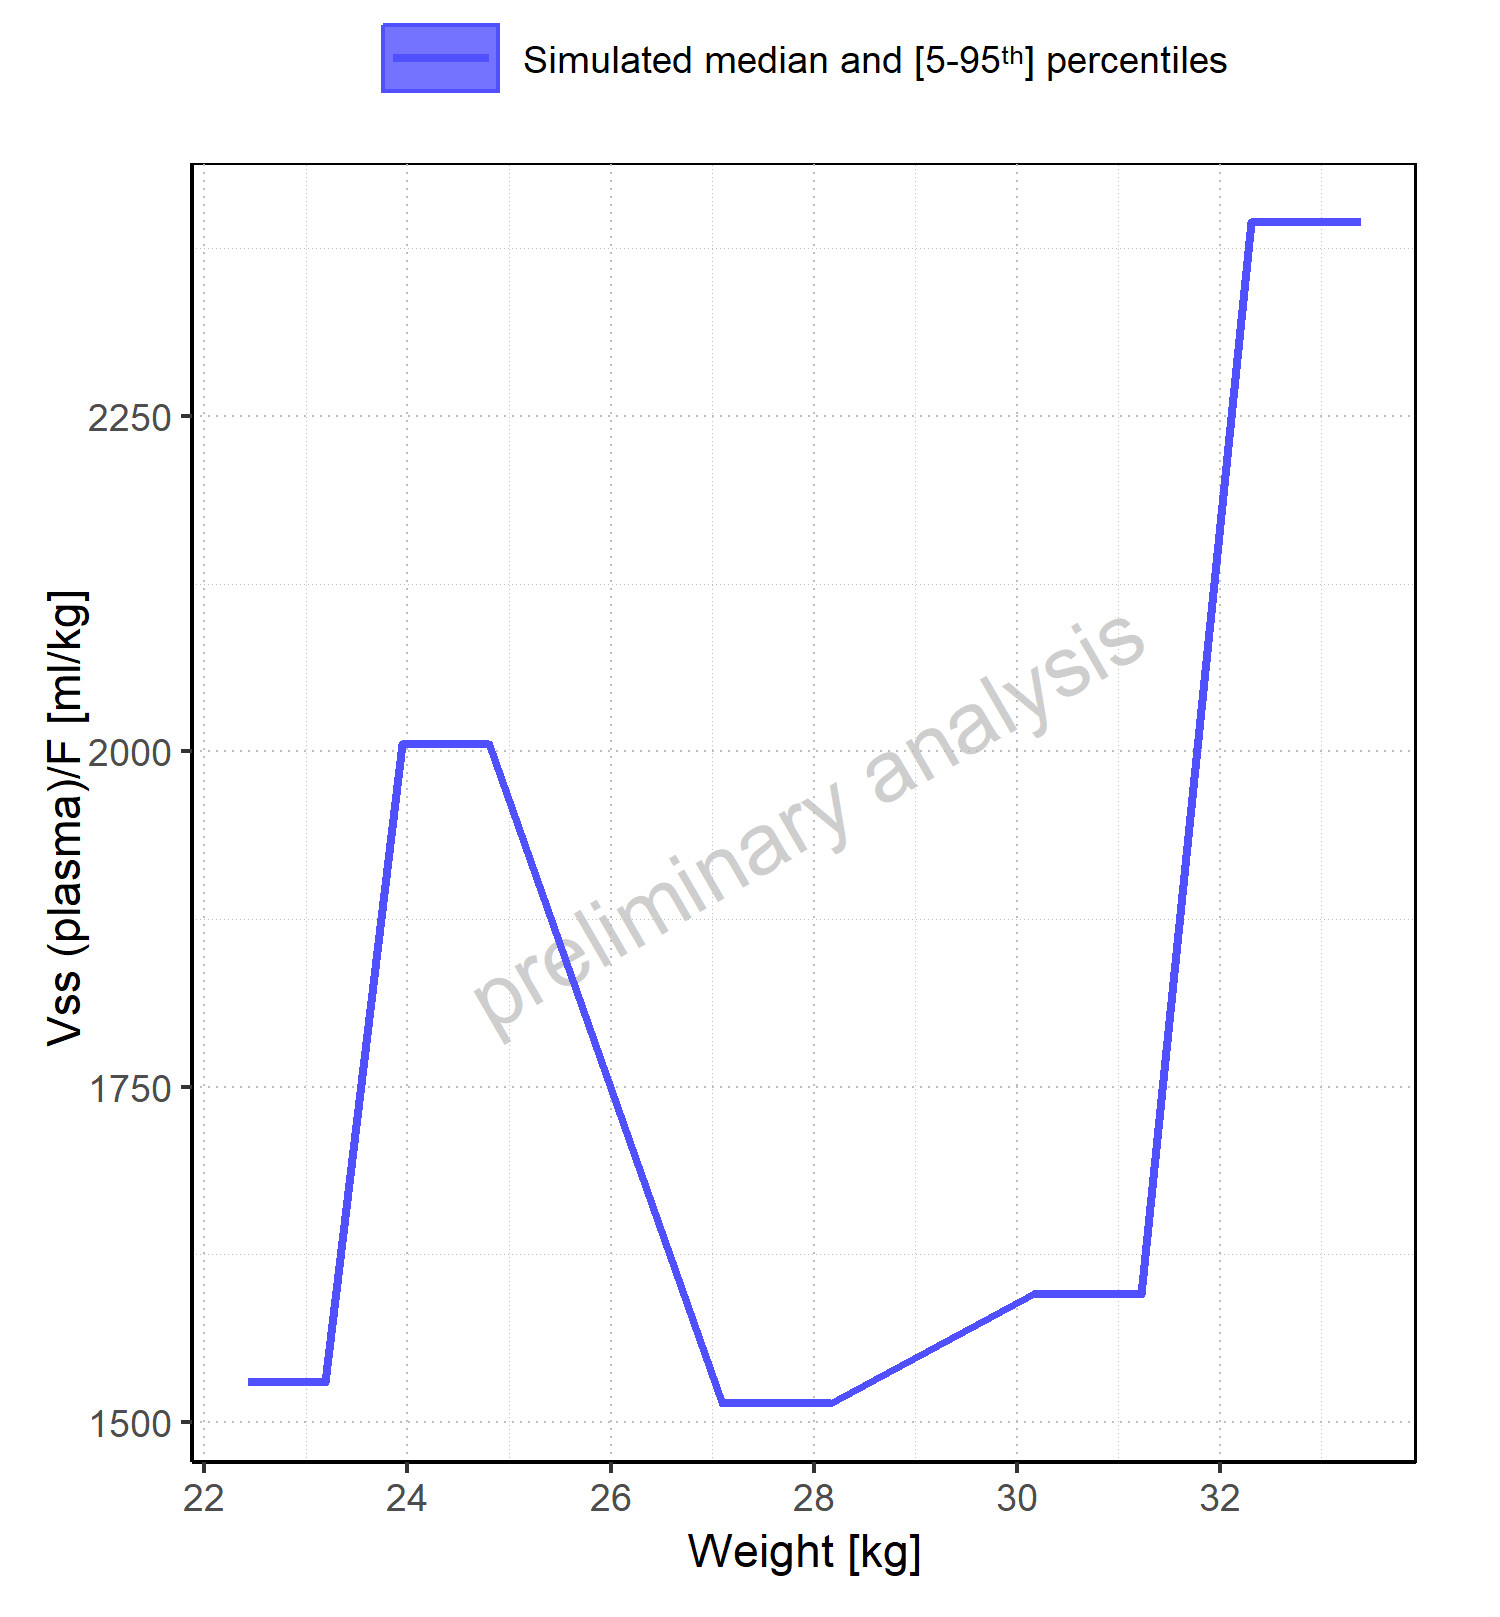 Simulated median and [5-95ᵗʰ] percentiles
Vss (plasma)/F [ml/kg]
2250
2000
1750
1500
preliminary analysis
22 24 26 28 30 32
Weight [kg]